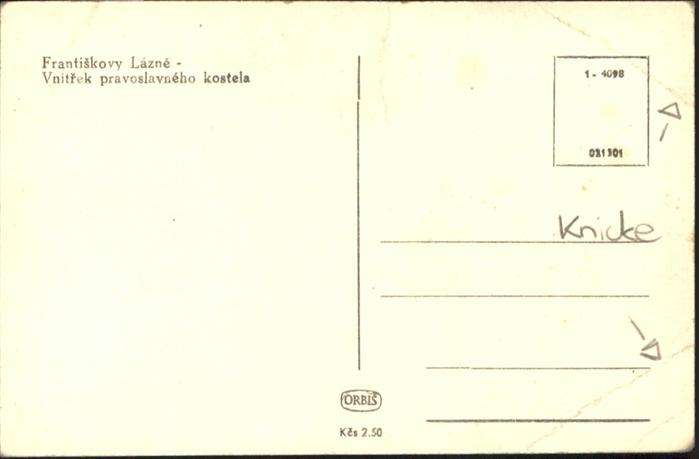 Františkovy Lázně -
Vnitřek pravoslavného kostela
1 - 4098
021301
Knicke
ORBIS
Kčs 2.50